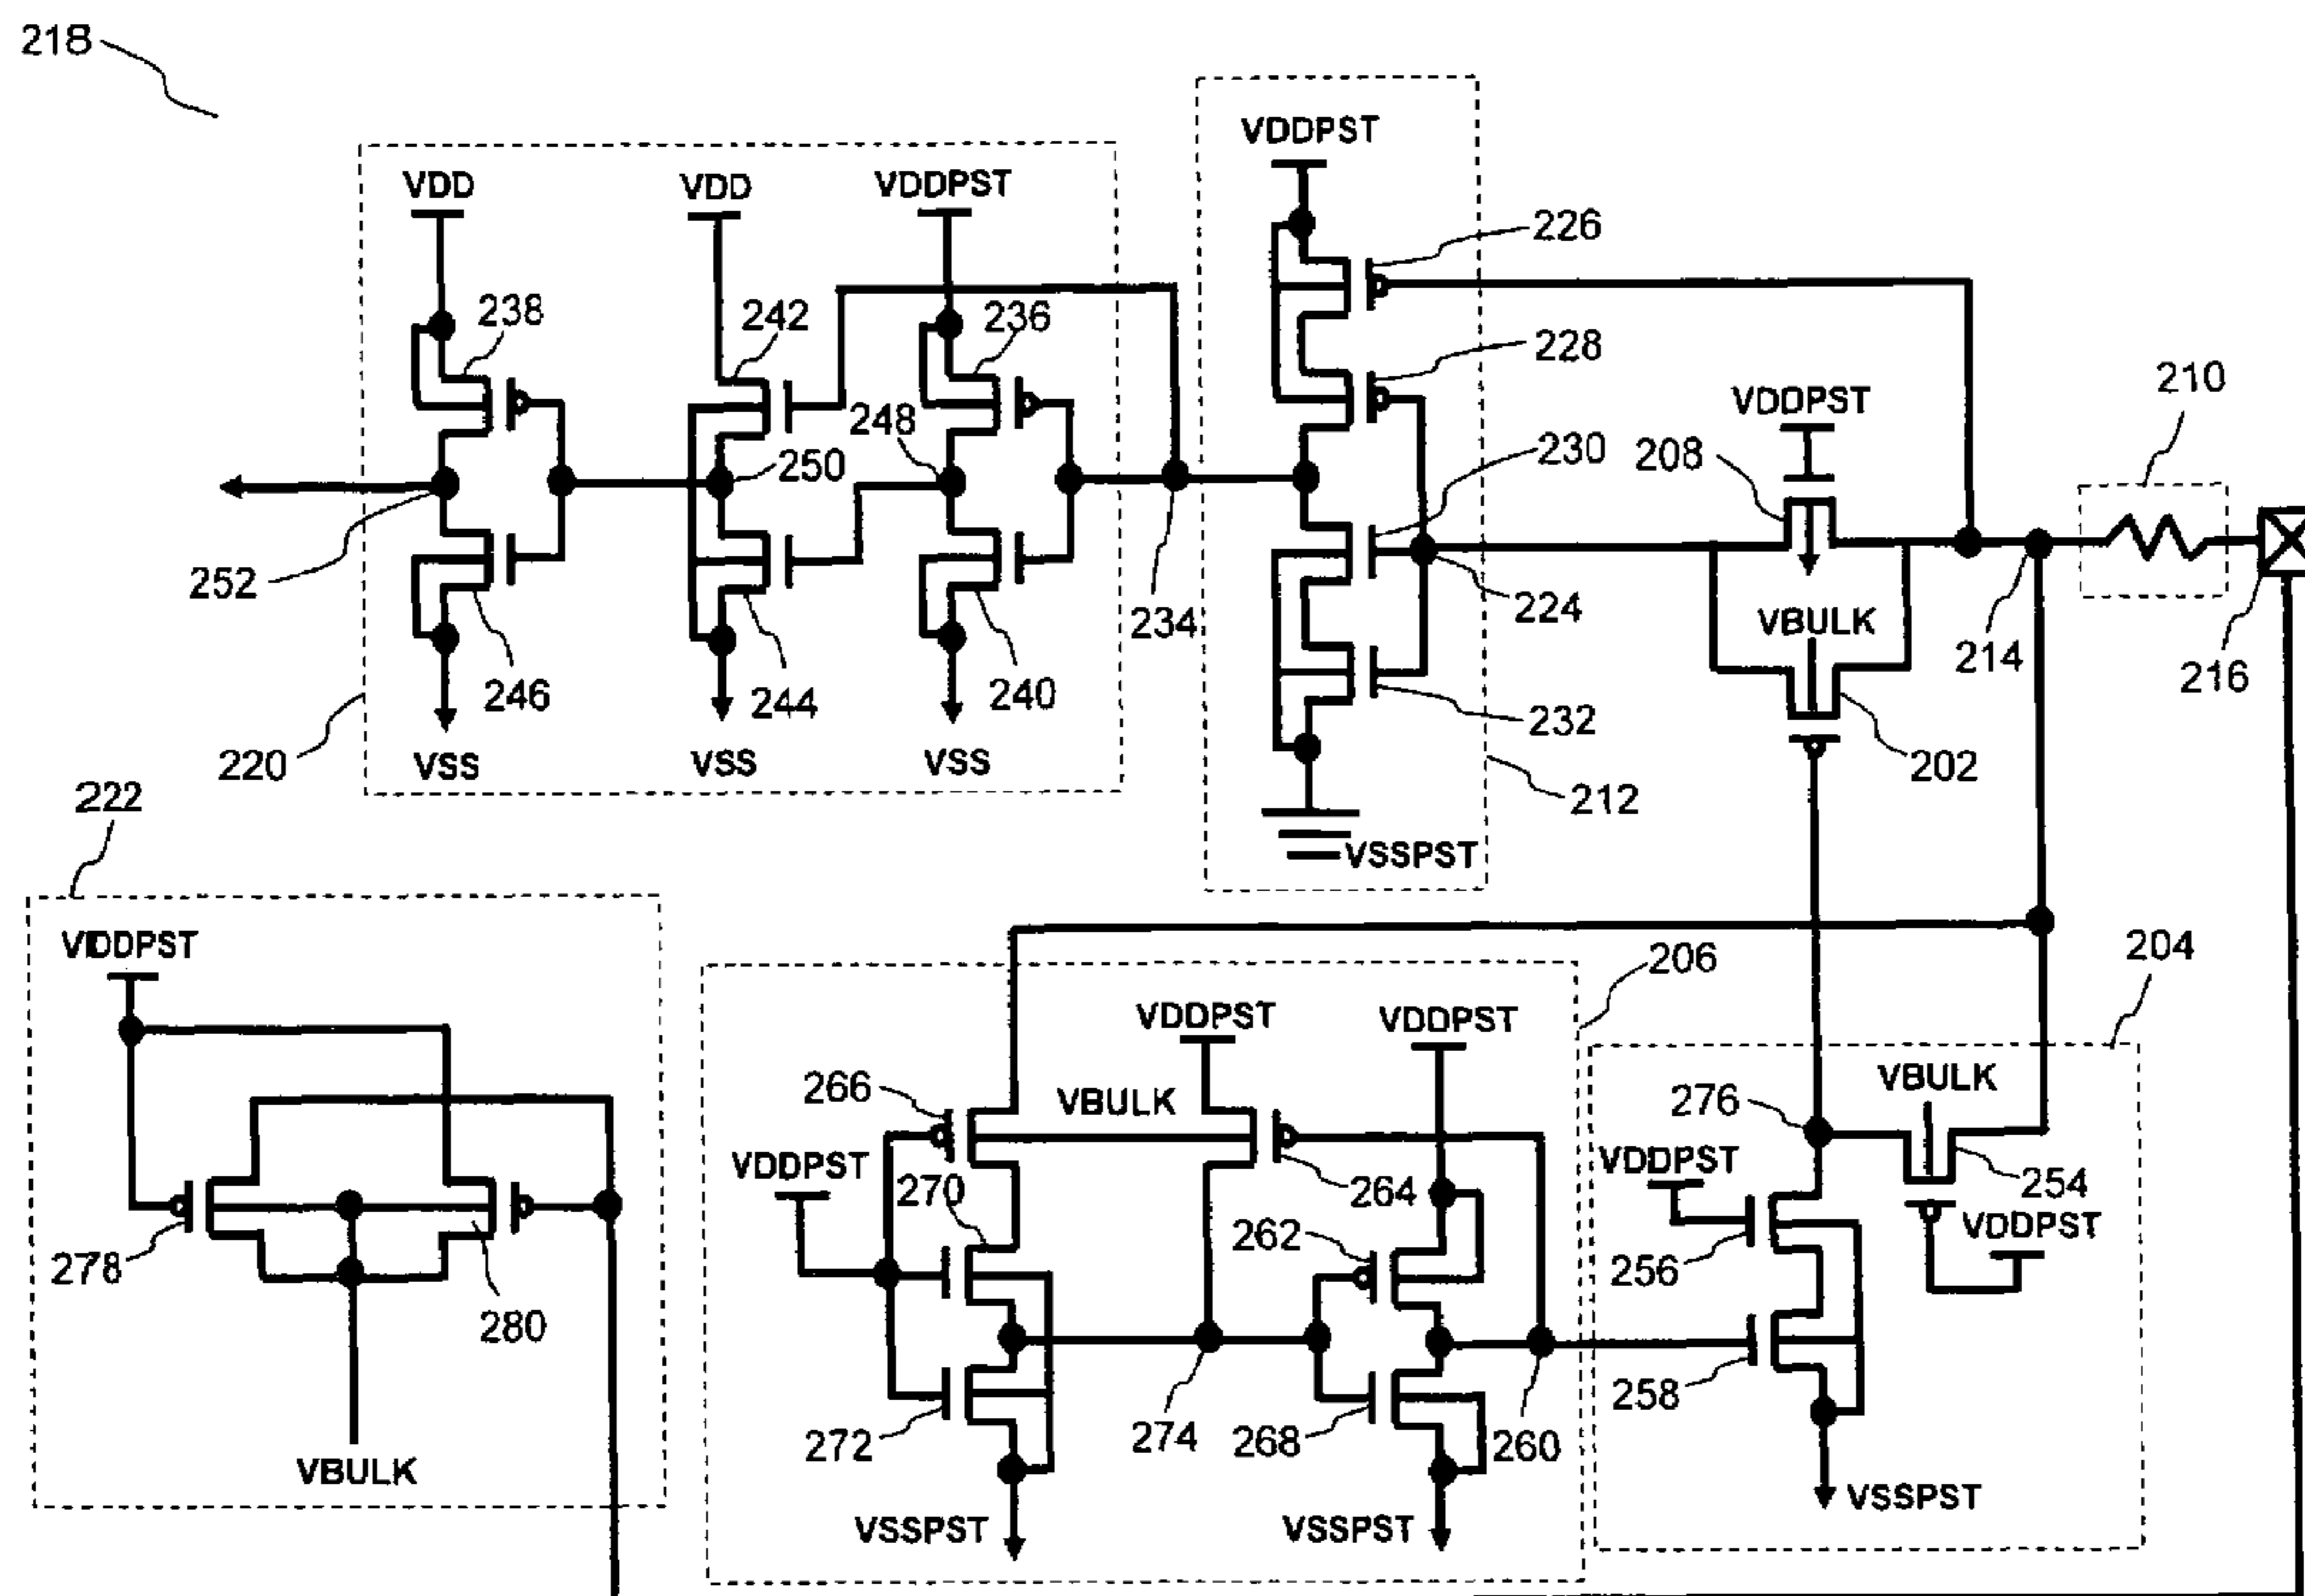 218
VDDPST
VDD
VDD
VDDPST
226
238
242
236
228
210
VDDPST
248
250
230
208
252
234
224
VBULK
214
216
246
244
240
232
202
220
VSS
VSS
VSS
222
212
VSSPST
VDDPST
206
204
VDDPST
VDDPST
266
VBULK
VBULK
276
VDDPST
VDDPST
270
264
254
278
262
VDDPST
256
280
258
272
274
268
260
VBULK
VSSPST
VSSPST
VSSPST